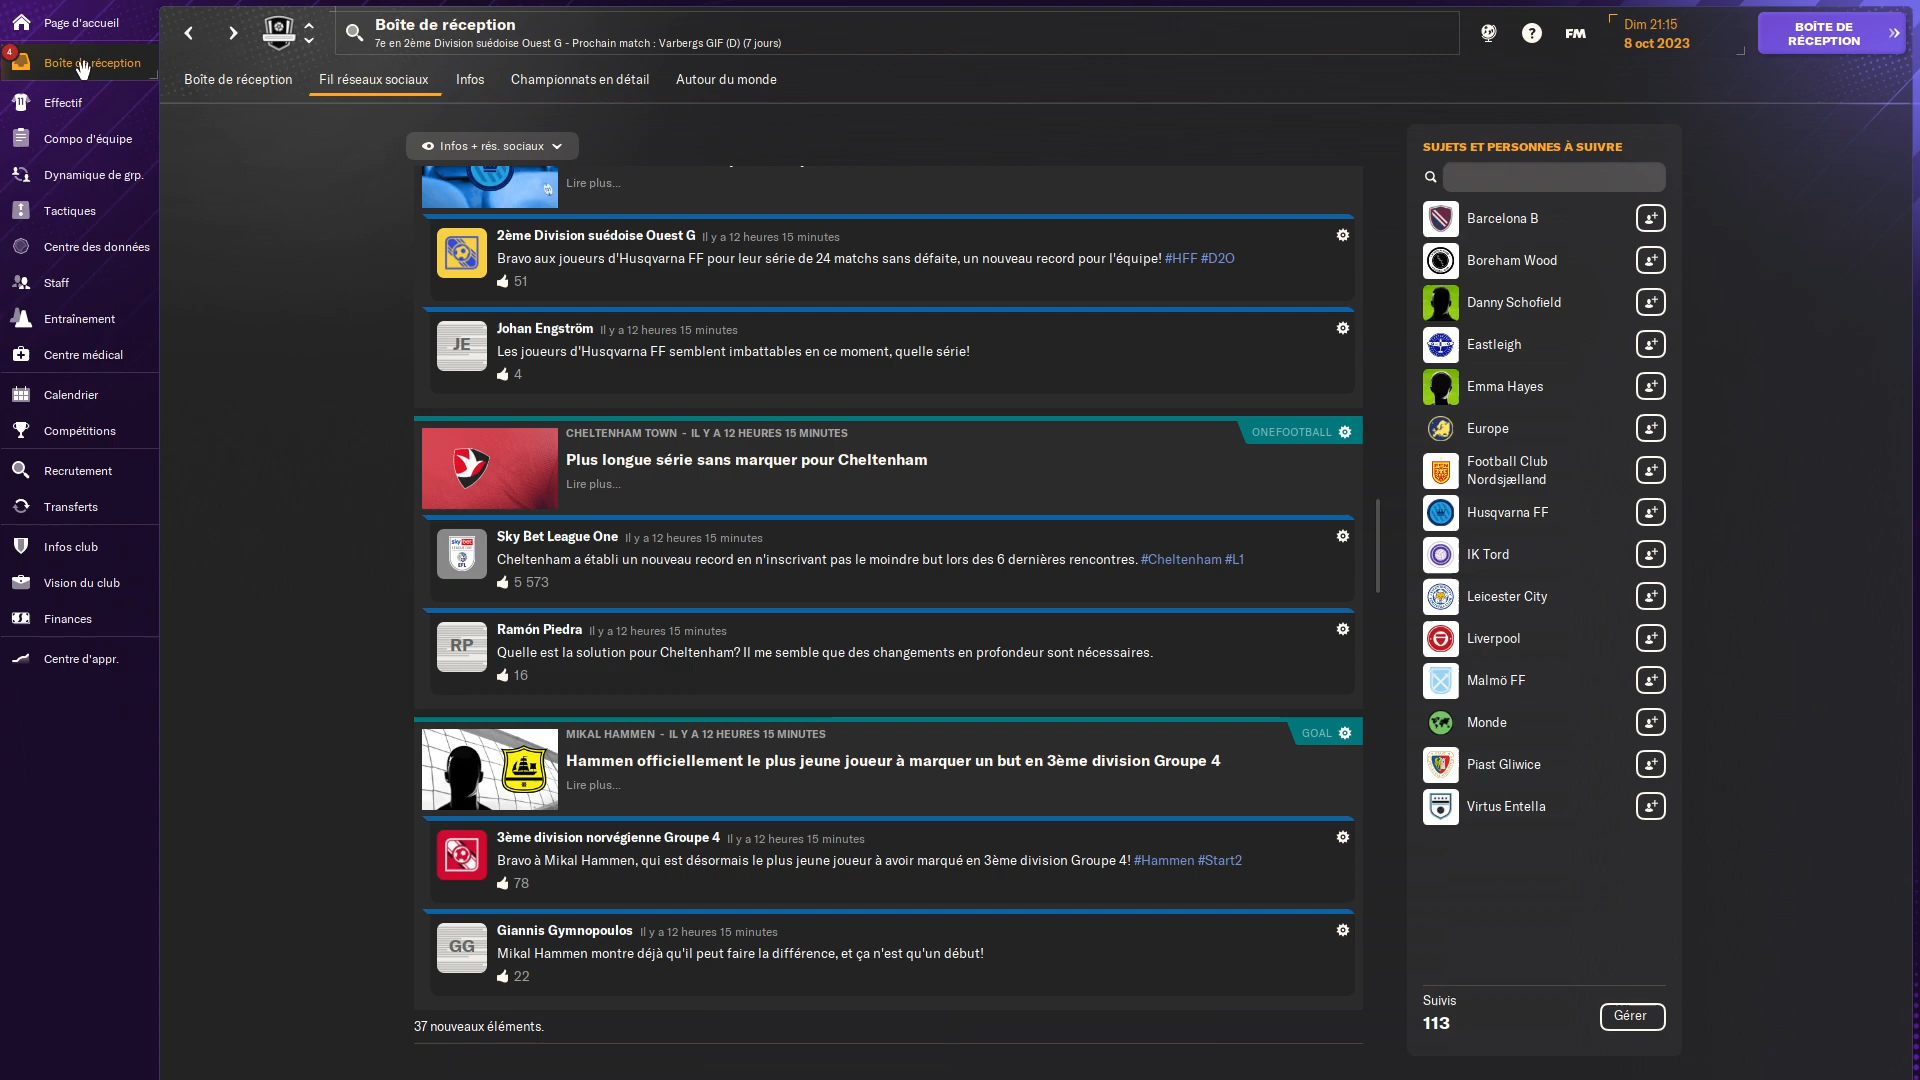 Page d'accueil
4
Boîte de réception
Effectif
Compo d'équipe
Dynamique de grp.
Tactiques
Centre des données
Staff
Entraînement
Centre médical
Calendrier
Compétitions
Recrutement
Transferts
Infos club
Vision du club
Finances
Centre d'appr.
Boîte de réception
7e en 2ème Division suédoise Ouest G - Prochain match : Varbergs GIF (D) (7 jours)
FM
Dim 21:15
8 oct 2023
BOÎTE DE
RÉCEPTION
Boîte de réception
Fil réseaux sociaux
Infos
Championnats en détail
Autour du monde
Infos + rés. sociaux
Lire plus...
2ème Division suédoise Ouest G Il y a 12 heures 15 minutes
Bravo aux joueurs d'Husqvarna FF pour leur série de 24 matchs sans défaite, un nouveau record pour l'équipe! #HFF #D2O
51
JE
Johan Engström Il y a 12 heures 15 minutes
Les joueurs d'Husqvarna FF semblent imbattables en ce moment, quelle série!
4
CHELTENHAM TOWN - IL Y A 12 HEURES 15 MINUTES
ONEFOOTBALL
Plus longue série sans marquer pour Cheltenham
Lire plus...
sky bet
EFL
Sky Bet League One Il y a 12 heures 15 minutes
Cheltenham a établi un nouveau record en n'inscrivant pas le moindre but lors des 6 dernières rencontres. #Cheltenham #L1
5 573
RP
Ramón Piedra Il y a 12 heures 15 minutes
Quelle est la solution pour Cheltenham? Il me semble que des changements en profondeur sont nécessaires.
16
MIKAL HAMMEN - IL Y A 12 HEURES 15 MINUTES
GOAL
Hammen officiellement le plus jeune joueur à marquer un but en 3ème division Groupe 4
Lire plus...
3ème division norvégienne Groupe 4 Il y a 12 heures 15 minutes
Bravo à Mikal Hammen, qui est désormais le plus jeune joueur à avoir marqué en 3ème division Groupe 4! #Hammen #Start2
78
GG
Giannis Gymnopoulos Il y a 12 heures 15 minutes
Mikal Hammen montre déjà qu'il peut faire la différence, et ça n'est qu'un début!
22
37 nouveaux éléments.
SUJETS ET PERSONNES À SUIVRE
Barcelona B
Boreham Wood
Danny Schofield
Eastleigh
Emma Hayes
Europe
Football Club
Nordsjælland
Husqvarna FF
IK Tord
Leicester City
Liverpool
Malmö FF
Monde
Piast Gliwice
Virtus Entella
Suivis
113
Gérer